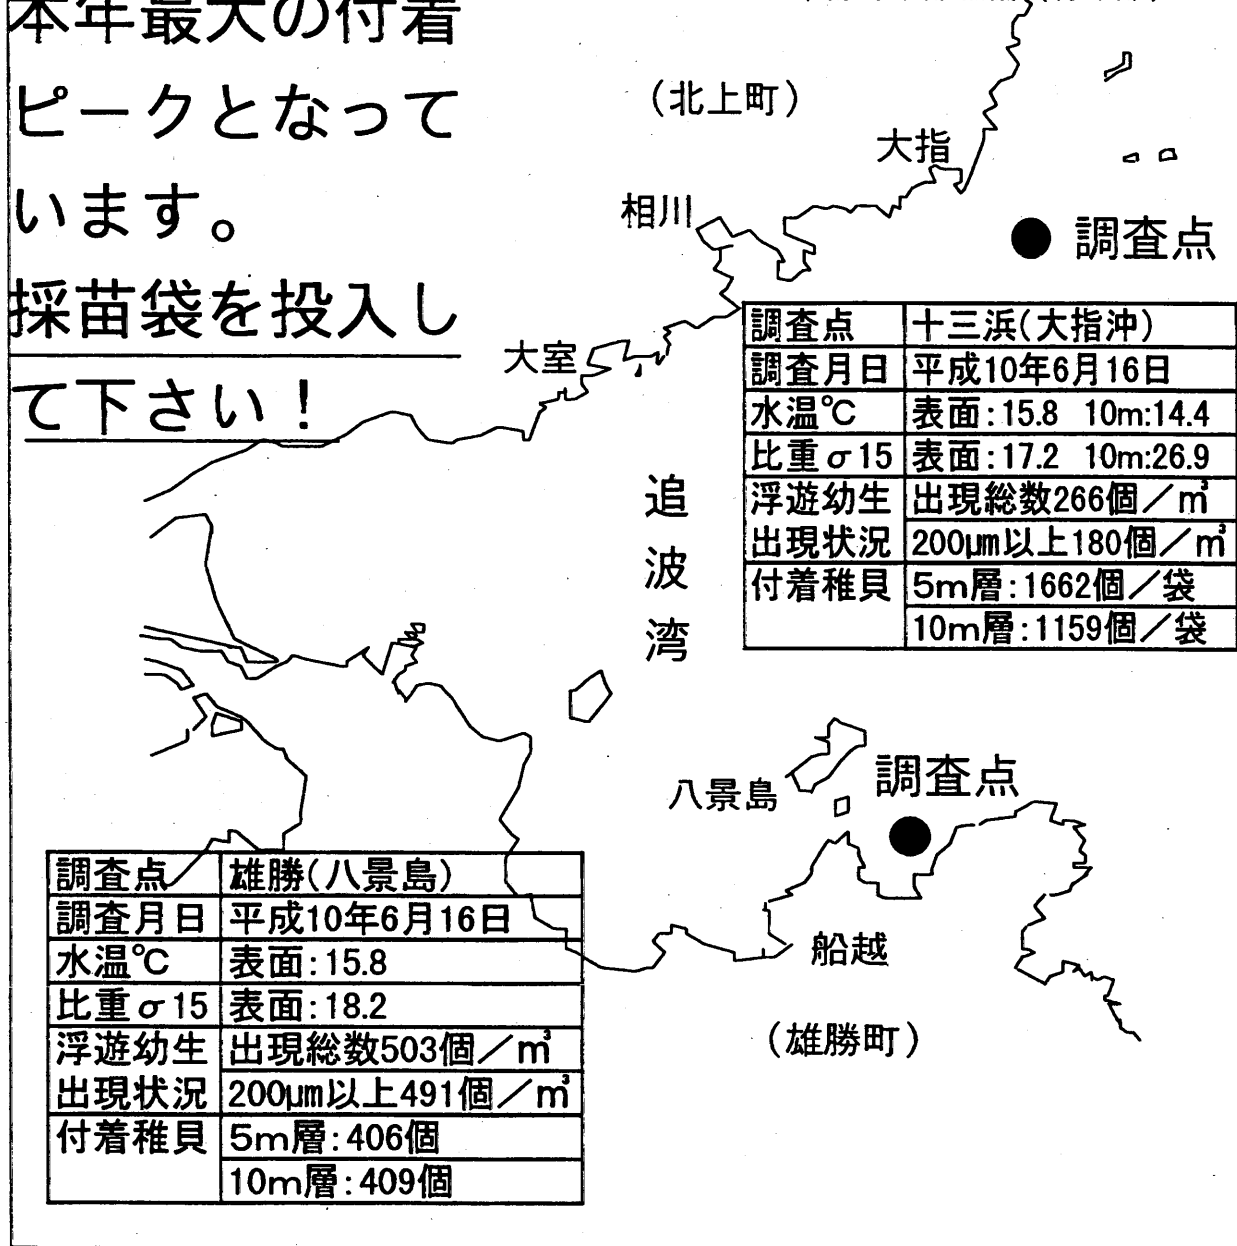 本年最大の付着
ピークとなって
います。
採苗袋を投入し
て下さい！
（北上町）
大指
相川
調査点
大室
調査点 十三浜(大指沖)
調査月日 平成10年6月16日
水温℃ 表面:15.8 10m:14.4
比重σ15 表面:17.2 10m:26.9
浮遊幼生 出現総数266個／㎥
出現状況 200μm以上180個／㎥
付着稚貝 5m層:1662個／袋
10m層:1159個／袋
追波湾
八景島
調査点
船越
（雄勝町）
調査点 雄勝(八景島)
調査月日 平成10年6月16日
水温℃ 表面:15.8
比重σ15 表面:18.2
浮遊幼生 出現総数503個／㎥
出現状況 200μm以上491個／㎥
付着稚貝 5m層:406個
10m層:409個